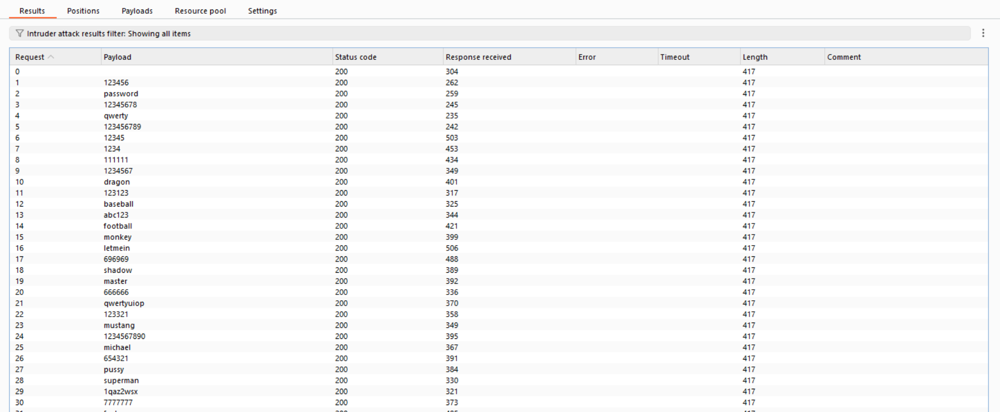 Results Positions Payloads Resource pool Settings
Intruder attack results filter: Showing all items
Request Payload Status code Response received Error Timeout Length Comment
0 200 304 417
1 123456 200 262 417
2 password 200 259 417
3 12345678 200 245 417
4 qwerty 200 235 417
5 123456789 200 242 417
6 12345 200 503 417
7 1234 200 453 417
8 111111 200 434 417
9 1234567 200 349 417
10 dragon 200 401 417
11 123123 200 317 417
12 baseball 200 325 417
13 abc123 200 344 417
14 football 200 421 417
15 monkey 200 399 417
16 letmein 200 506 417
17 696969 200 488 417
18 shadow 200 389 417
19 master 200 392 417
20 666666 200 336 417
21 qwertyuiop 200 370 417
22 123321 200 358 417
23 mustang 200 349 417
24 1234567890 200 395 417
25 michael 200 367 417
26 654321 200 391 417
27 pussy 200 384 417
28 superman 200 330 417
29 1qaz2wsx 200 321 417
30 7777777 200 373 417